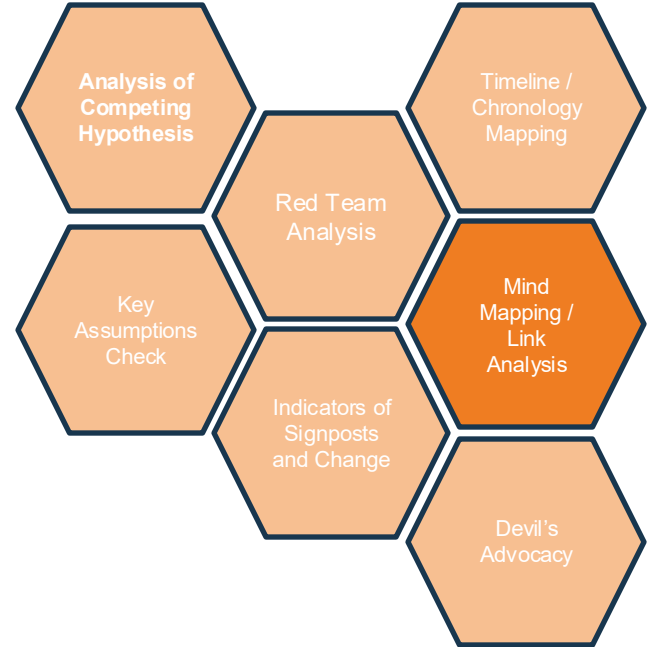 Analysis of
Competing
Hypothesis
Timeline /
Chronology
Mapping
Red Team
Analysis
Key
Assumptions
Check
Mind
Mapping /
Link
Analysis
Indicators of
Signposts
and Change
Devil’s
Advocacy